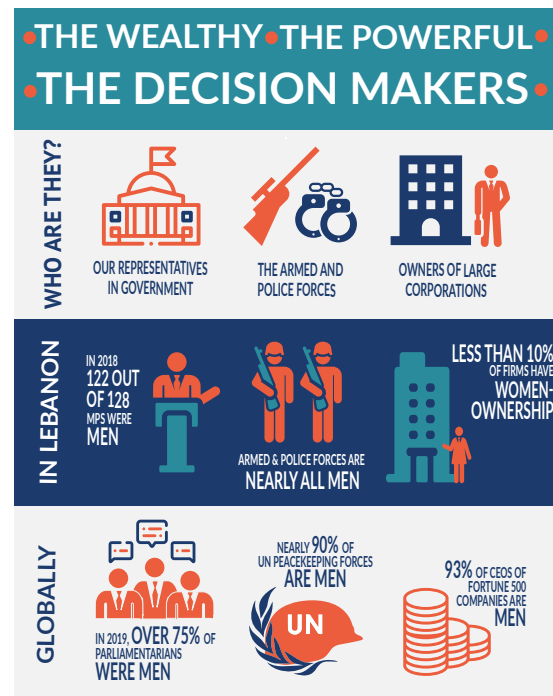 •THE WEALTHY•THE POWERFUL•
•THE DECISION MAKERS•
WHO ARE THEY?
OUR REPRESENTATIVES
IN GOVERNMENT
THE ARMED AND
POLICE FORCES
OWNERS OF LARGE
CORPORATIONS
IN LEBANON
IN 2018
122 OUT
OF 128
MPS WERE
MEN
ARMED & POLICE FORCES ARE
NEARLY ALL MEN
LESS THAN 10%
OF FIRMS HAVE
WOMEN-
OWNERSHIP
GLOBALLY
IN 2019, OVER 75% OF
PARLIAMENTARIANS
WERE MEN
NEARLY 90% OF
UN PEACEKEEPING FORCES
ARE MEN
UN
93% OF CEOS OF
FORTUNE 500
COMPANIES ARE
MEN